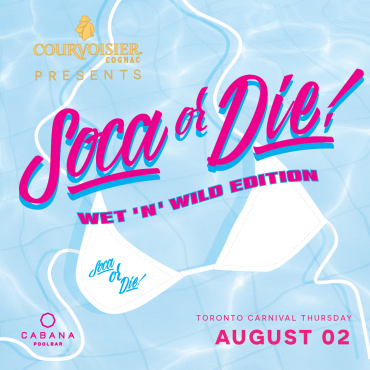 COURVOISIER
COGNAC
PRESENTS
Soca or Die!
WET 'N' WILD EDITION
Soca
or
Die!
TORONTO CARNIVAL THURSDAY
AUGUST 02
CABANA
POOLBAR